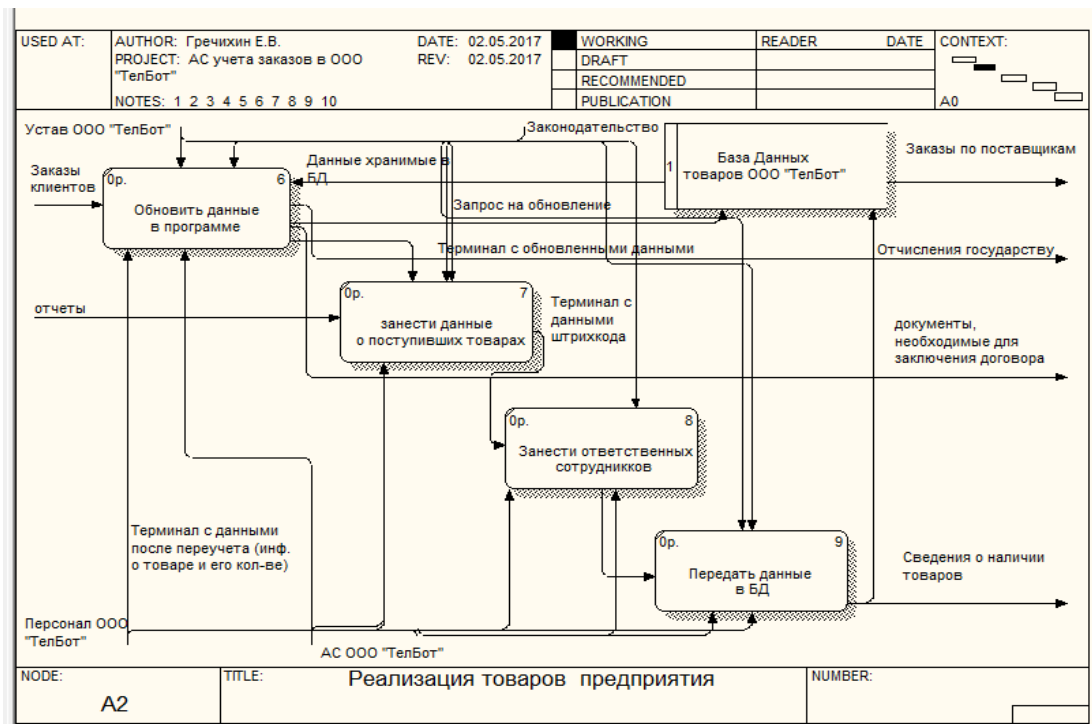 USED AT:
AUTHOR: Гречихин Е.В.
DATE: 02.05.2017
PROJECT: АС учета заказов в ООО
"ТелБот"
REV: 02.05.2017
NOTES: 1 2 3 4 5 6 7 8 9 10
WORKING
DRAFT
RECOMMENDED
PUBLICATION
READER
DATE
CONTEXT:
A0
Устав ООО "ТелБот"
Законодательство
Заказы
клиентов
0р.
6
Обновить данные
в программе
Данные хранимые в
БД
1
База Данных
товаров ООО "ТелБот"
Заказы по поставщикам
Запрос на обновление
Терминал с обновленными данными
Отчисления государству
отчеты
0р.
7
занести данные
о поступивших товарах
Терминал с
данными
штрихкода
документы,
необходимые для
заключения договора
0р.
8
Занести ответственных
сотрудникков
Терминал с данными
после переучета (инф.
о товаре и его кол-ве)
0р.
9
Передать данные
в БД
Сведения о наличии
товаров
Персонал ООО
"ТелБот"
АС ООО "ТелБот"
NODE:
A2
TITLE:
Реализация товаров предприятия
NUMBER: